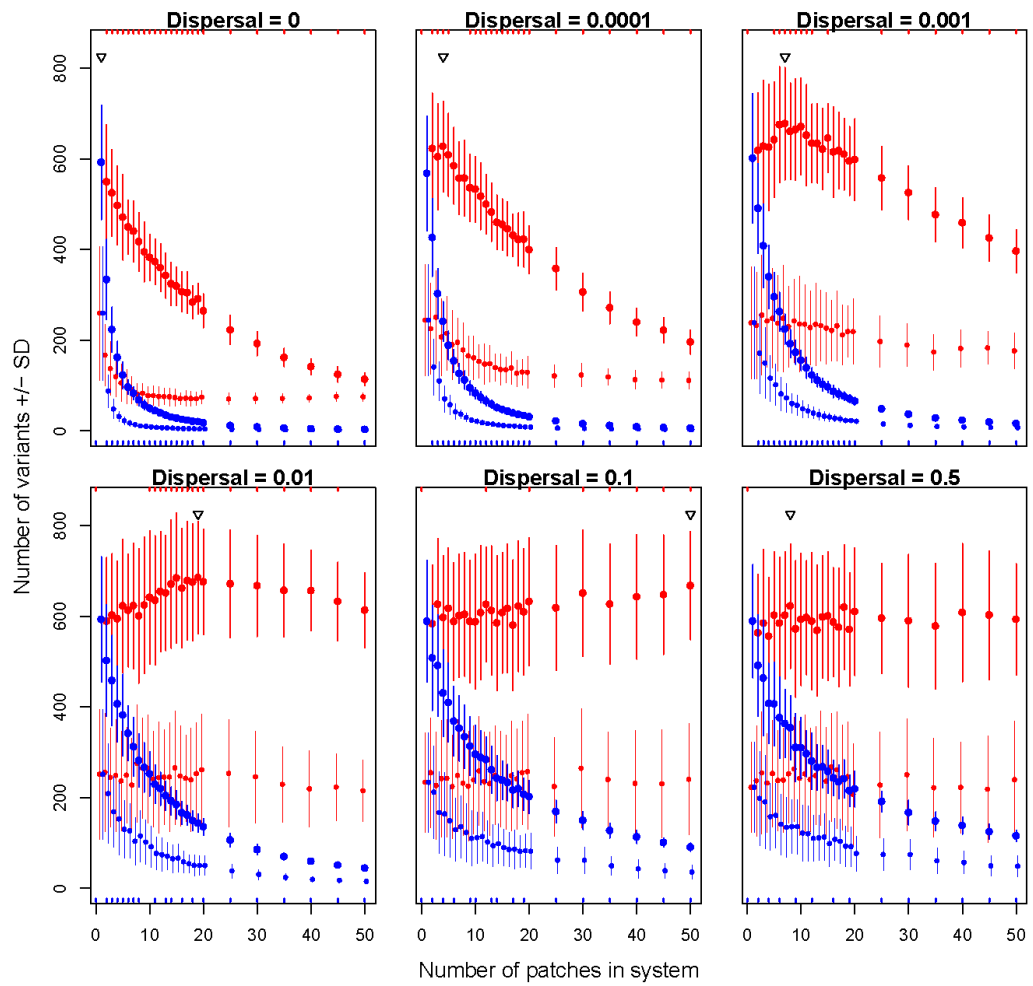 Dispersal = 0
Dispersal = 0.0001
Dispersal = 0.001
800
600
400
200
0
Dispersal = 0.01
Dispersal = 0.1
Dispersal = 0.5
800
600
400
200
0
Number of variants +/− SD
0 10 20 30 40 50
0 10 20 30 40 50
0 10 20 30 40 50
Number of patches in system